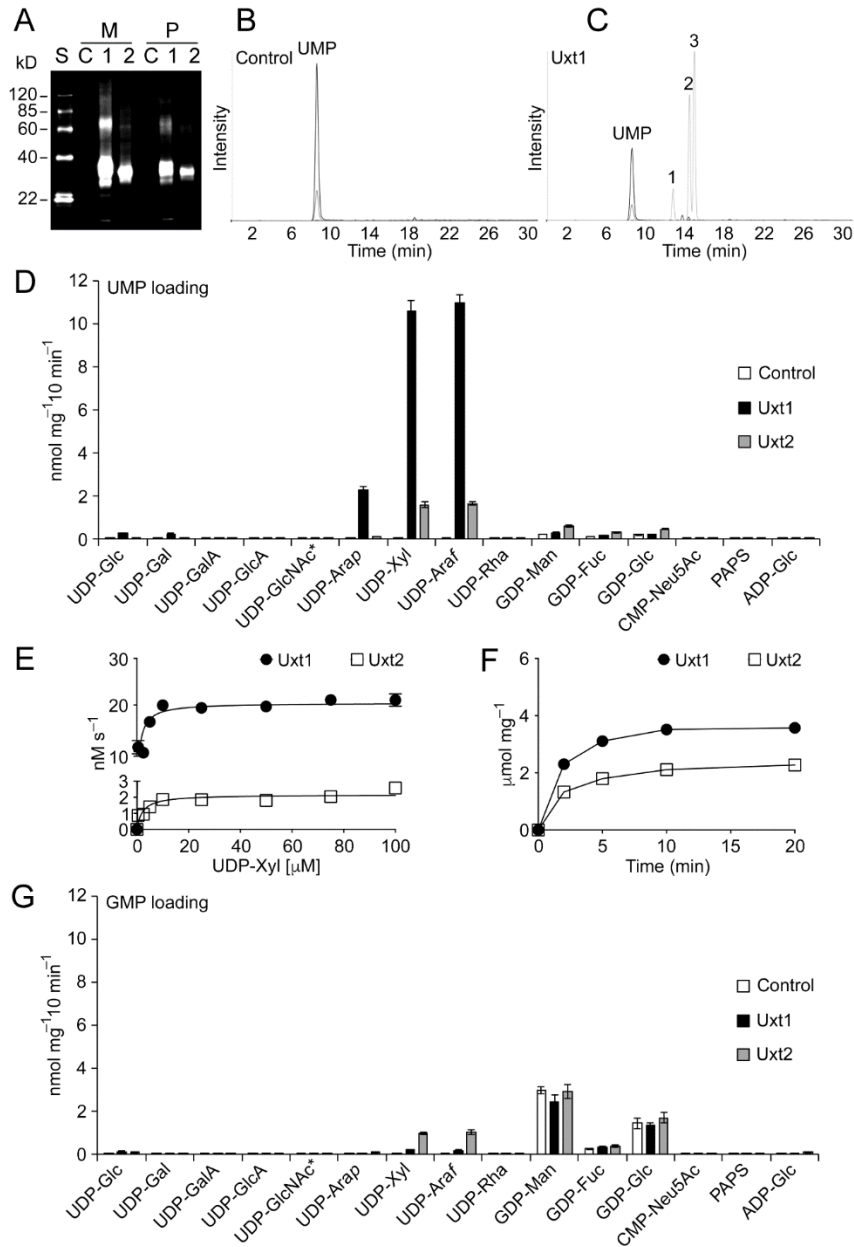 A
M P
S C 1 2 C 1 2
kD
120
85
60
40
22
B
Control
UMP
Intensity
2 6 10 14 18 22 26 30
Time (min)
C
Uxt1
UMP
1
2
3
Intensity
2 6 10 14 18 22 26 30
Time (min)
D
UMP loading
nmol mg⁻¹10 min⁻¹
12
10
8
6
4
2
0
Control
Uxt1
Uxt2
UDP-Glc
UDP-Gal
UDP-GalA
UDP-GlcA
UDP-GlcNAc*
UDP-Arap
UDP-Xyl
UDP-Araf
UDP-Rha
GDP-Man
GDP-Fuc
GDP-Glc
CMP-Neu5Ac
PAPS
ADP-Glc
E
Uxt1 Uxt2
nM s⁻¹
30
20
10
3
2
1
0
0 20 40 60 80 100
UDP-Xyl [μM]
F
Uxt1 Uxt2
μmol mg⁻¹
6
4
2
0
0 5 10 15 20
Time (min)
G
GMP loading
nmol mg⁻¹10 min⁻¹
12
10
8
6
4
2
0
Control
Uxt1
Uxt2
UDP-Glc
UDP-Gal
UDP-GalA
UDP-GlcA
UDP-GlcNAc*
UDP-Arap
UDP-Xyl
UDP-Araf
UDP-Rha
GDP-Man
GDP-Fuc
GDP-Glc
CMP-Neu5Ac
PAPS
ADP-Glc